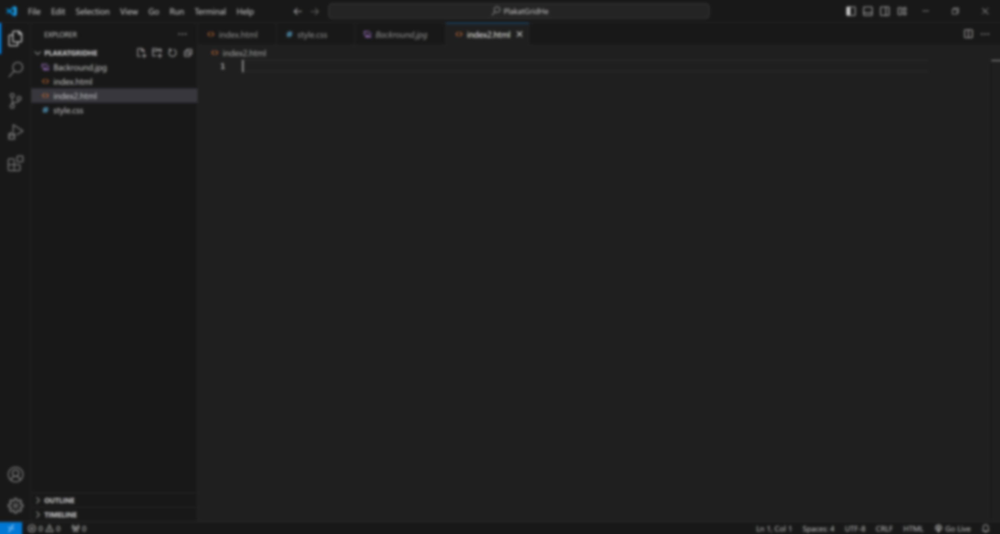 File Edit Selection View Go Run Terminal Help PlakatGridHe
EXPLORER
PLAKATGRIDHE
Backround.jpg
index.html
index2.html
style.css
OUTLINE
TIMELINE
index.html style.css Backround.jpg index2.html
index2.html
1
0 0 0 Ln 1, Col 1 Spaces: 4 UTF-8 CRLF HTML Go Live